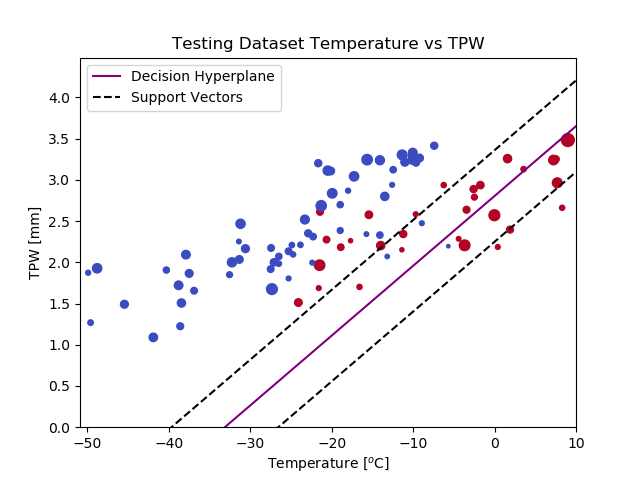 Testing Dataset Temperature vs TPW
Decision Hyperplane
Support Vectors
TPW [mm]
4.0
3.5
3.0
2.5
2.0
1.5
1.0
0.5
0.0
−50 −40 −30 −20 −10 0 10
Temperature [°C]